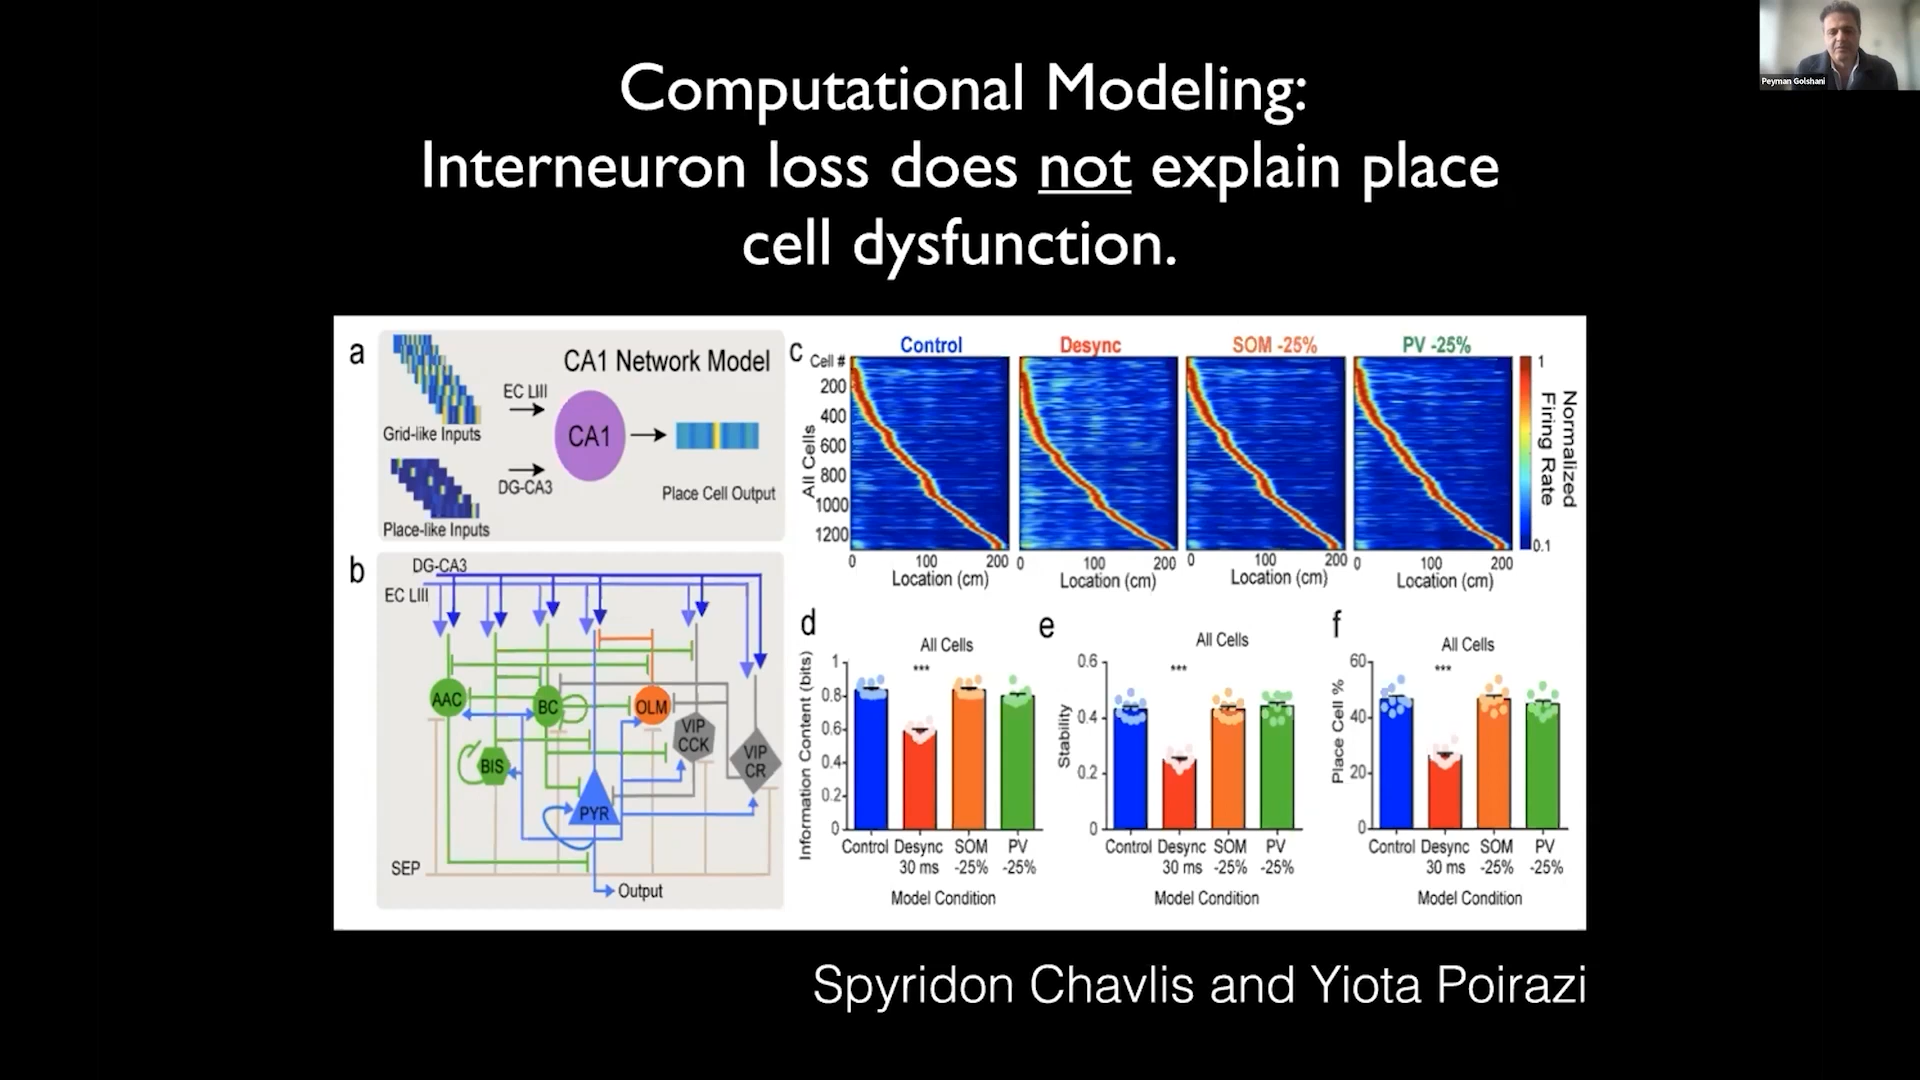 Computational Modeling:
Interneuron loss does not explain place
cell dysfunction.
Peyman Golshani
a
CA1 Network Model
EC LIII
CA1
Grid-like Inputs
DG-CA3
Place Cell Output
Place-like Inputs
b
DG-CA3
EC LIII
AAC
BC
OLM
VIP
CCK
VIP
CR
BIS
PYR
SEP
Output
c
Control
Desync
SOM -25%
PV -25%
Cell #
200
400
600
800
1000
1200
All Cells
0 100 200
Location (cm)
0 100 200
Location (cm)
0 100 200
Location (cm)
0 100 200
Location (cm)
1
0.1
Normalized
Firing Rate
d
All Cells
***
Information Content (bits)
1
0.8
0.6
0.4
0.2
0
Control Desync SOM PV
30 ms -25% -25%
Model Condition
e
All Cells
***
Stability
0.6
0.4
0.2
0
Control Desync SOM PV
30 ms -25% -25%
Model Condition
f
All Cells
***
Place Cell %
60
40
20
0
Control Desync SOM PV
30 ms -25% -25%
Model Condition
Spyridon Chavlis and Yiota Poirazi